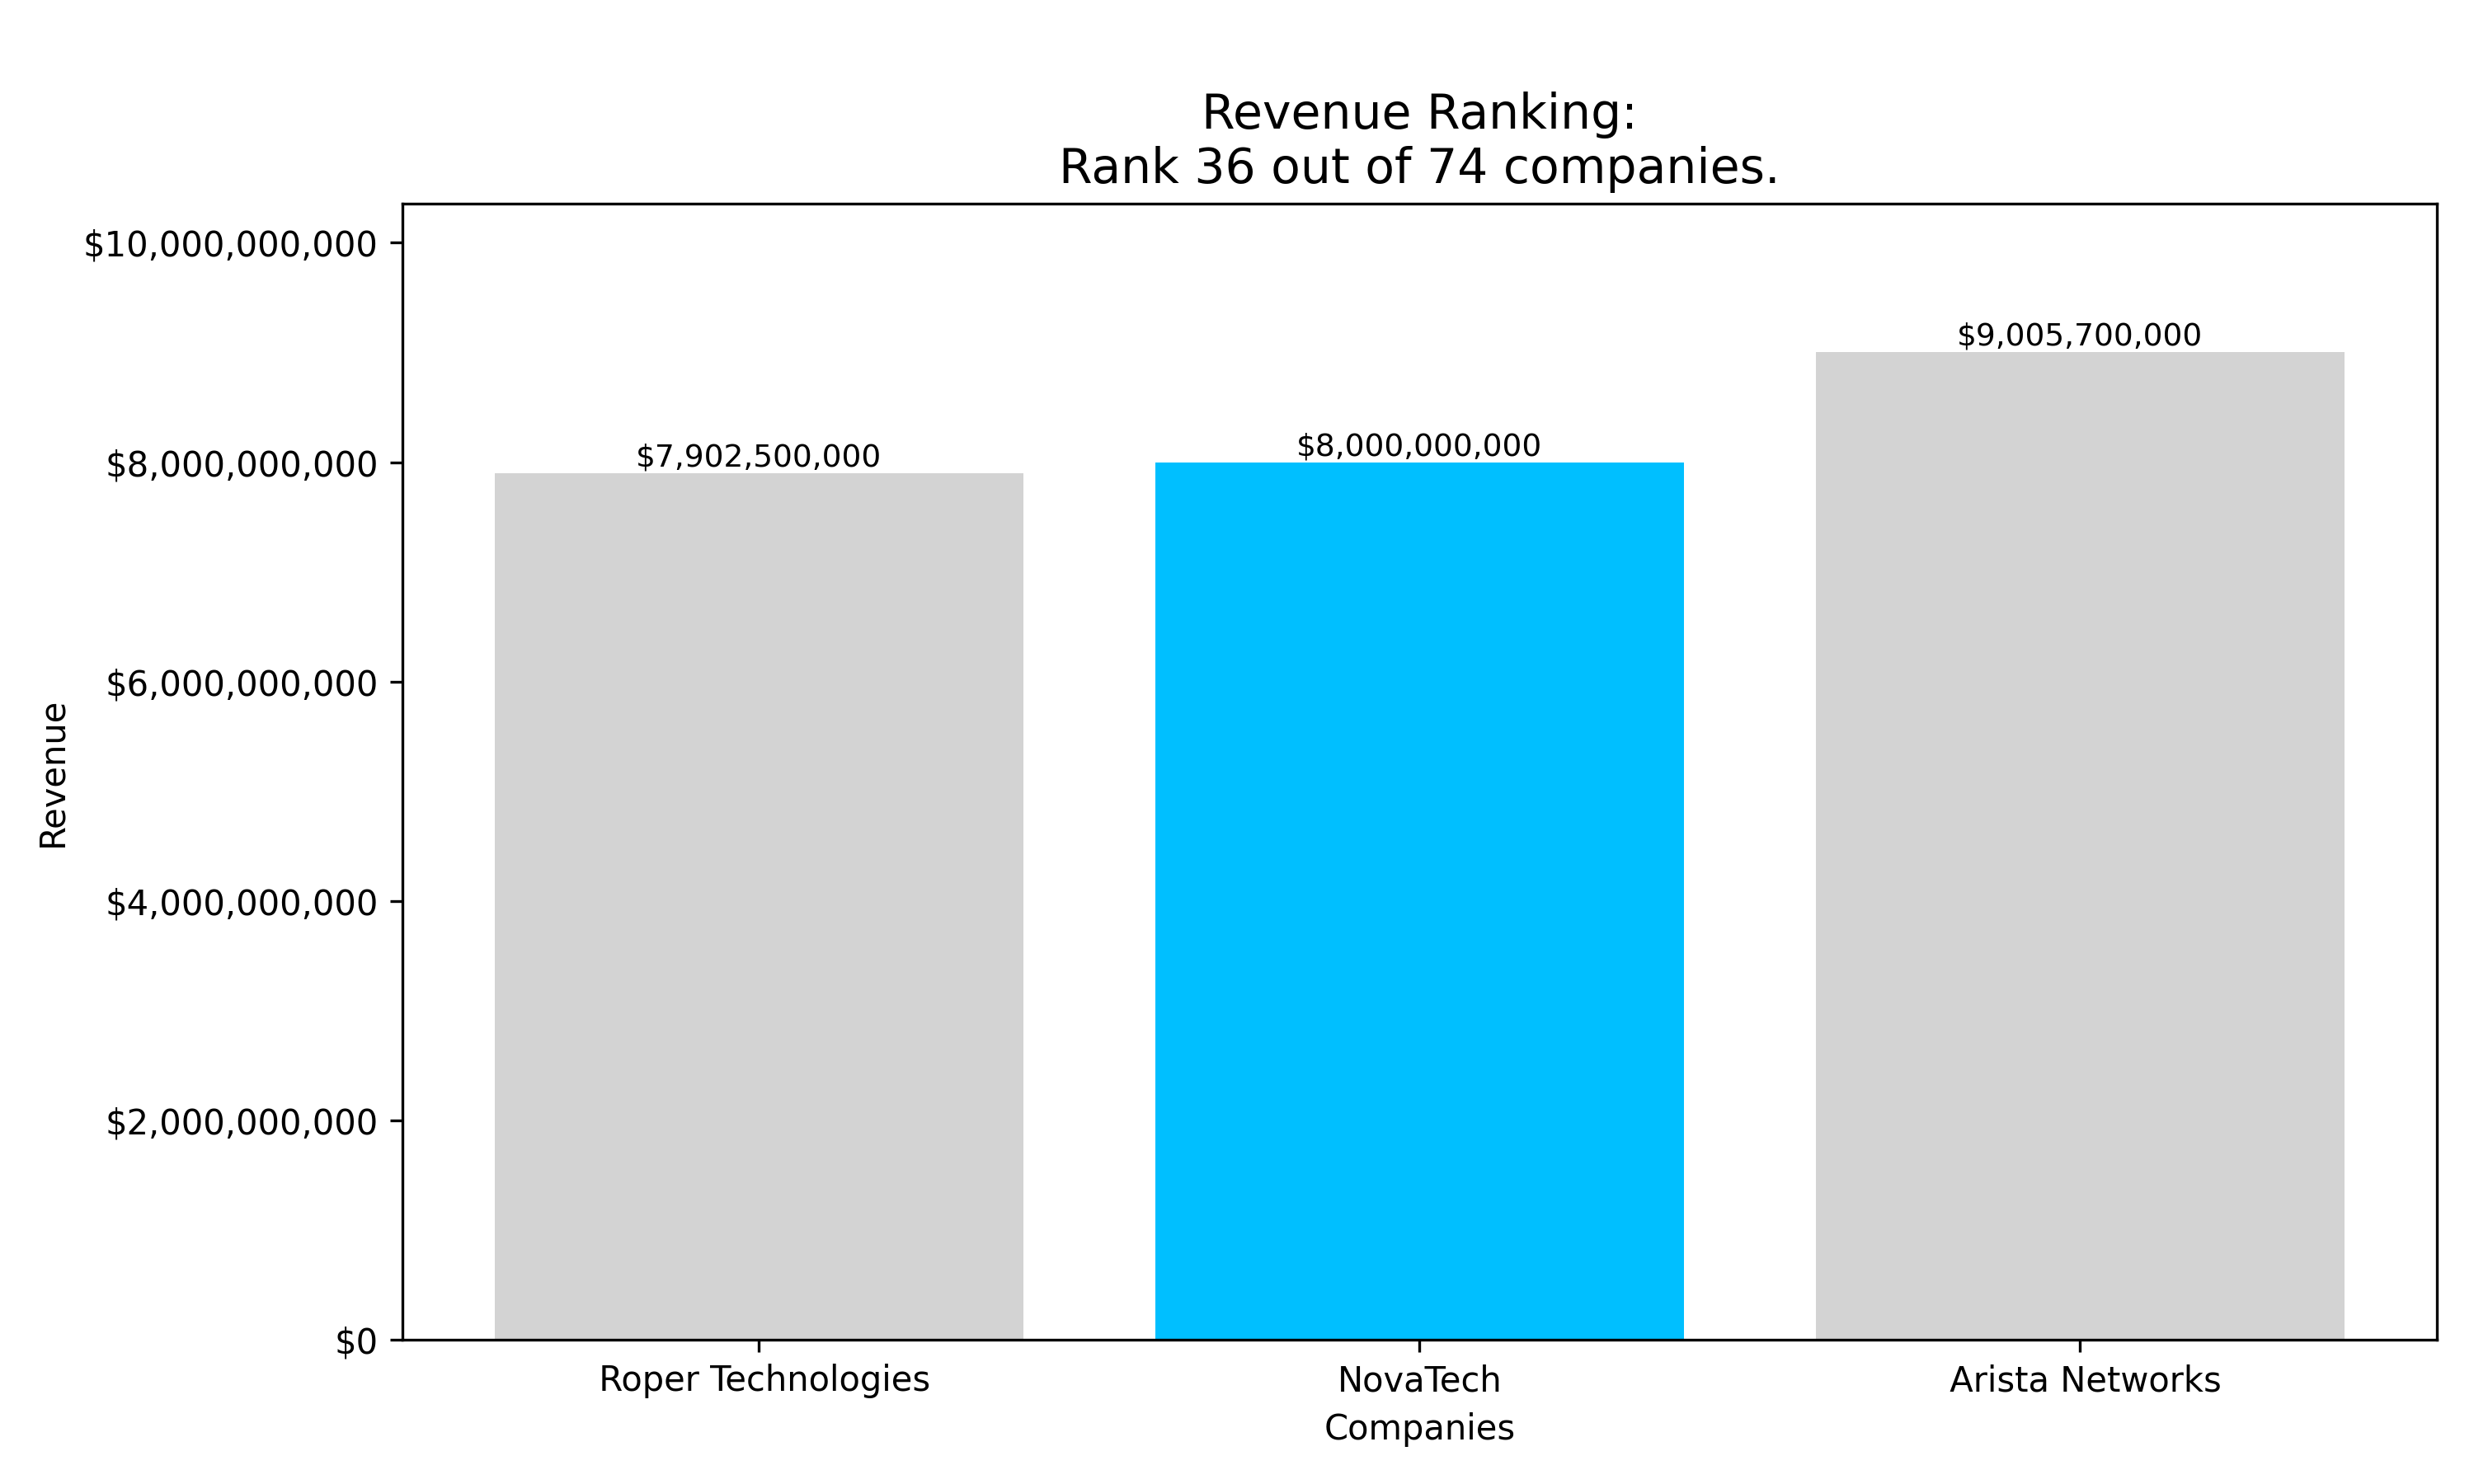 Revenue Ranking:
Rank 36 out of 74 companies.
$10,000,000,000
$8,000,000,000
$6,000,000,000
$4,000,000,000
$2,000,000,000
$0
Revenue
$7,902,500,000
$8,000,000,000
$9,005,700,000
Roper Technologies
NovaTech
Arista Networks
Companies